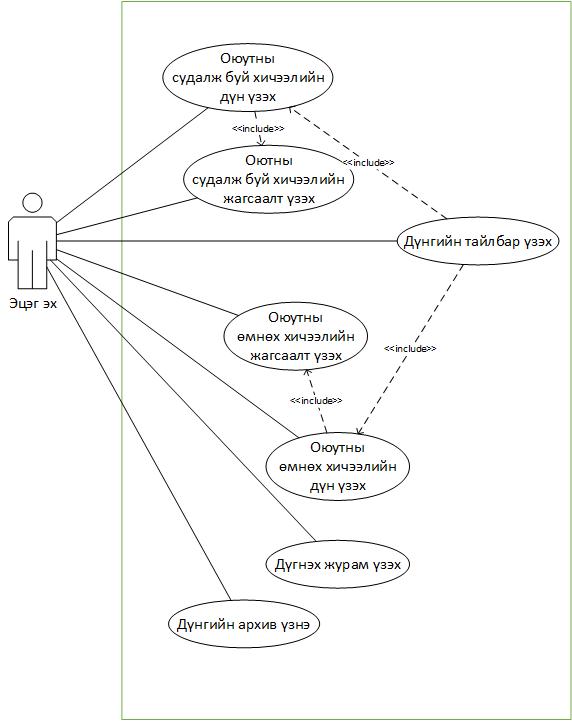 Оюутны
судалж буй хичээлийн
дүн үзэх
<<include>>
Оютны
судалж буй хичээлийн
жагсаалт үзэх
<<include>>
Дүнгийн тайлбар үзэх
Эцэг эх
Оюутны
өмнөх хичээлийн
жагсаалт үзэх
<<include>>
<<include>>
Оюутны
өмнөх хичээлийн
дүн үзэх
Дүгнэх журам үзэх
Дүнгийн архив үзнэ